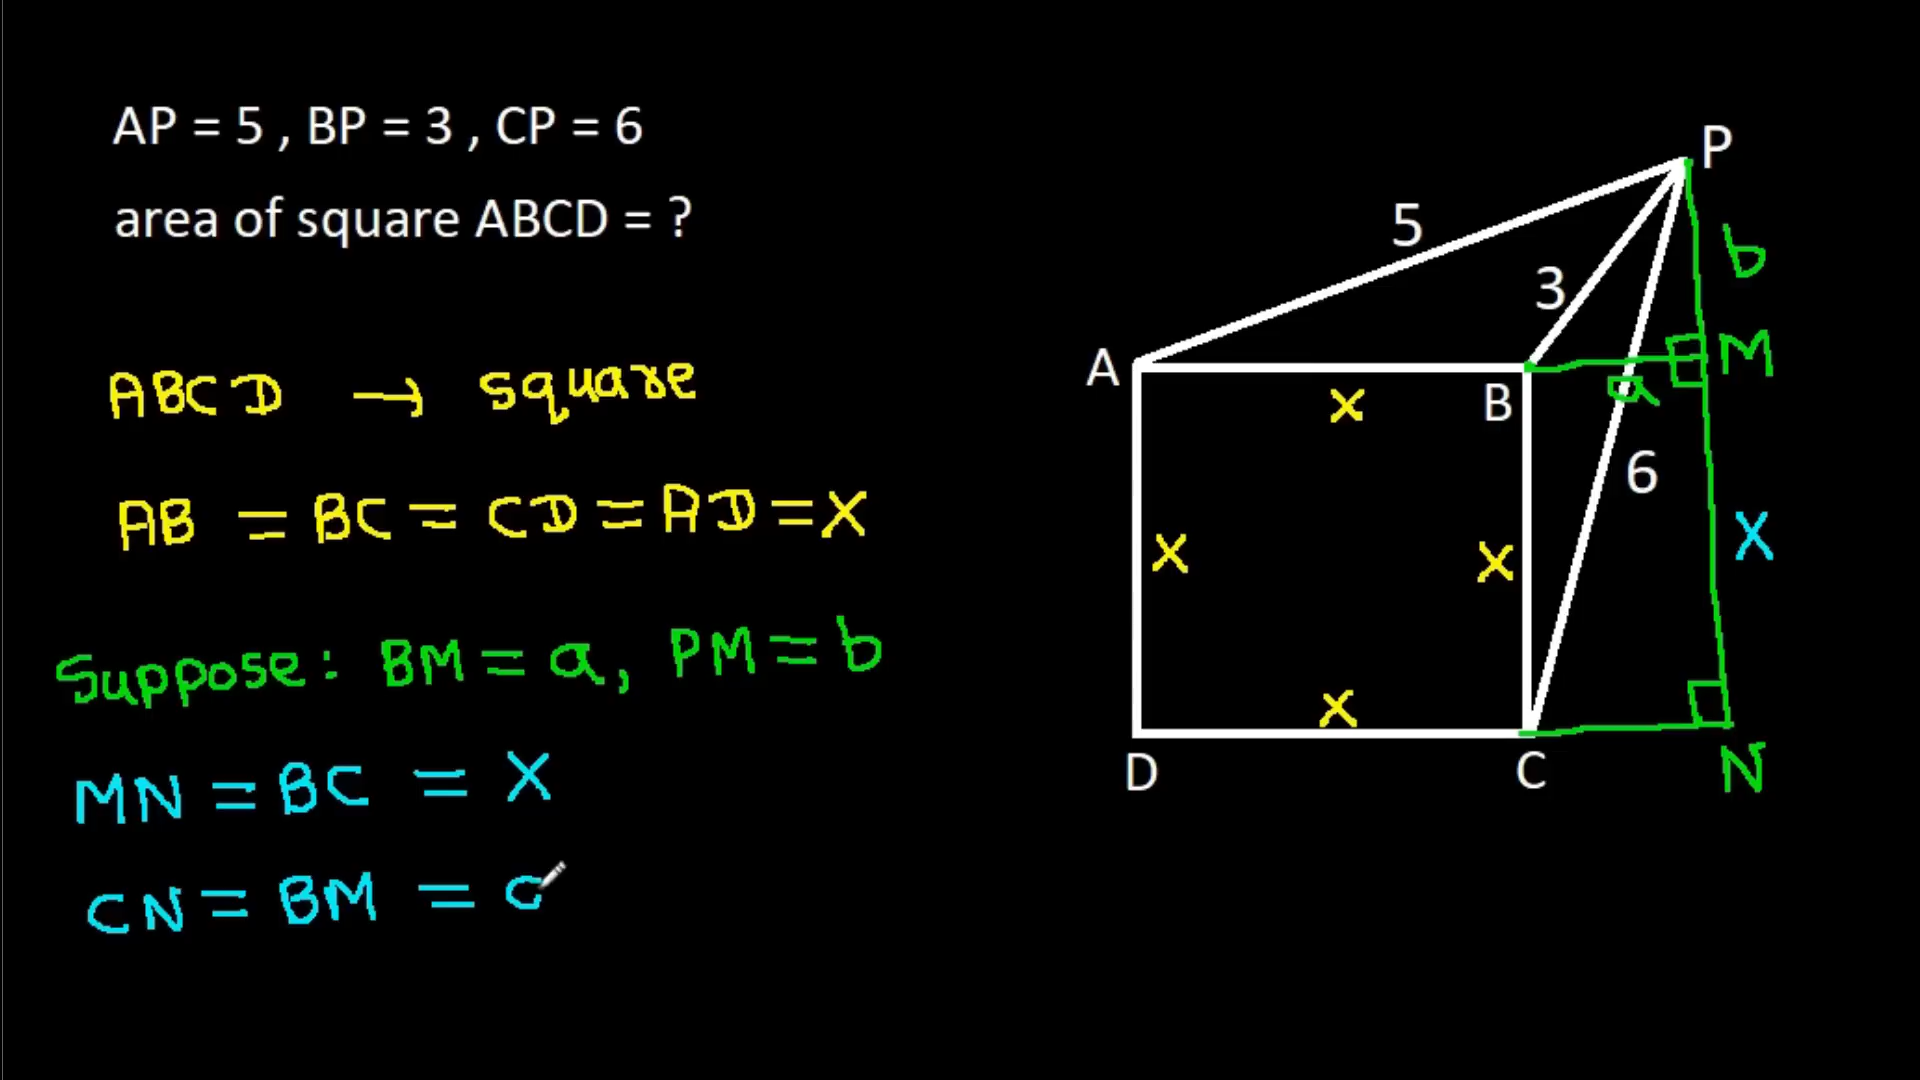 AP = 5 , BP = 3 , CP = 6
area of square ABCD = ?
ABCD → square
AB = BC = CD = AD = X
Suppose: BM = a, PM = b
MN = BC = X
CN = BM = c
P
5
b
3
A
M
B
a
x
6
x
x
X
x
D
C
N